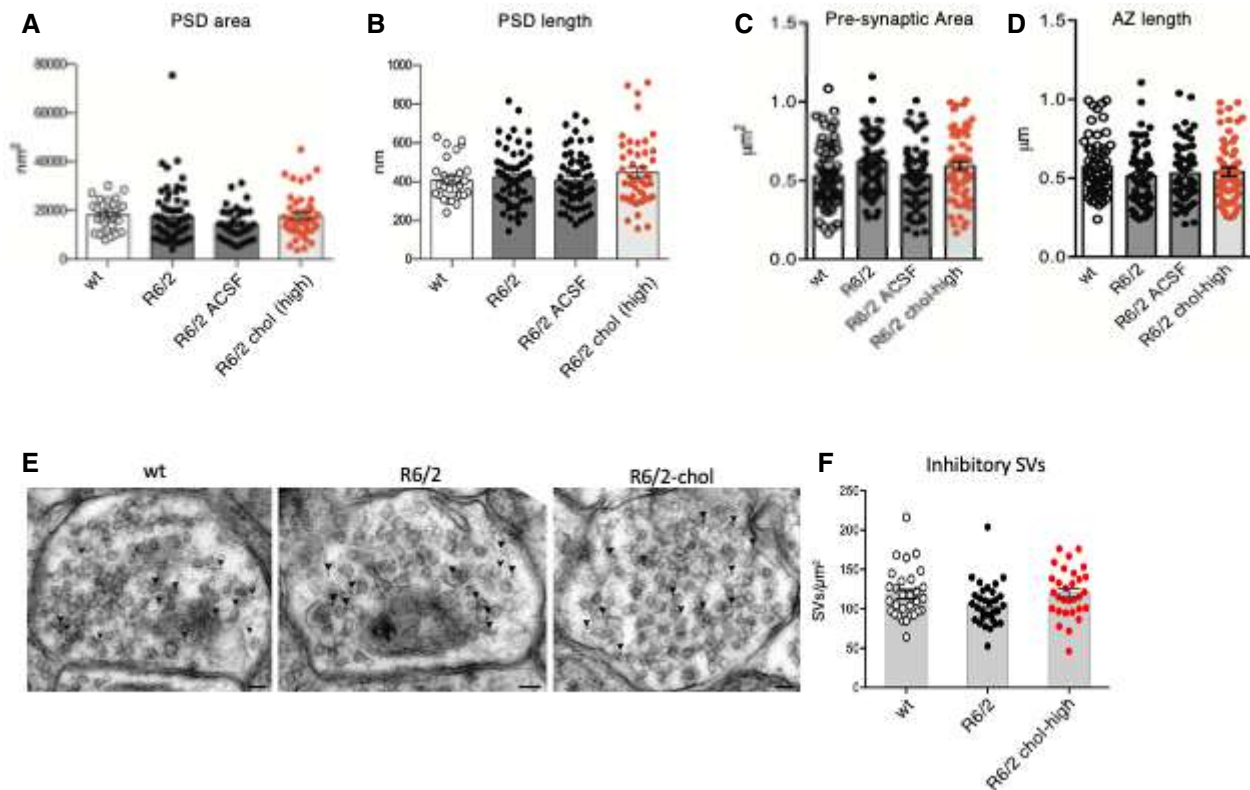 A
PSD area
80000
60000
40000
20000
0
nm²
wt
R6/2
R6/2 ACSF
R6/2 chol (high)
B
PSD length
1000
800
600
400
200
0
nm
wt
R6/2
R6/2 ACSF
R6/2 chol (high)
C
Pre-synaptic Area
1.5
1.0
0.5
0.0
μm²
wt
R6/2
R6/2 ACSF
R6/2 chol-high
D
AZ length
1.5
1.0
0.5
0.0
μm
wt
R6/2
R6/2 ACSF
R6/2 chol-high
E
wt
R6/2
R6/2-chol
F
Inhibitory SVs
250
200
150
100
50
0
SVs/μm²
wt
R6/2
R6/2 chol-high